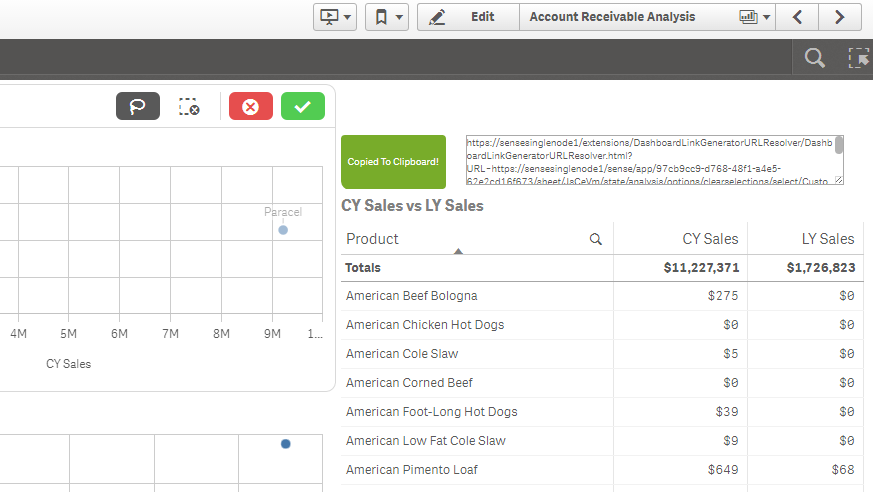 Edit
Account Receivable Analysis
Copied To Clipboard!
https://sensesinglenode1/extensions/DashboardLinkGeneratorURLResolver/Dashb
oardLinkGeneratorURLResolver.html?
URL=https://sensesinglenode1/sense/app/97cb9cc9-d768-48f1-a4e5-
62e2cd16f673/sheet/JsCeVm/state/analysis/options/clearselections/select/Custo
Paracel
4M 5M 6M 7M 8M 9M 1...
CY Sales
CY Sales vs LY Sales
Product CY Sales LY Sales
Totals $11,227,371 $1,726,823
American Beef Bologna $275 $0
American Chicken Hot Dogs $0 $0
American Cole Slaw $5 $0
American Corned Beef $0 $0
American Foot-Long Hot Dogs $39 $0
American Low Fat Cole Slaw $9 $0
American Pimento Loaf $649 $68